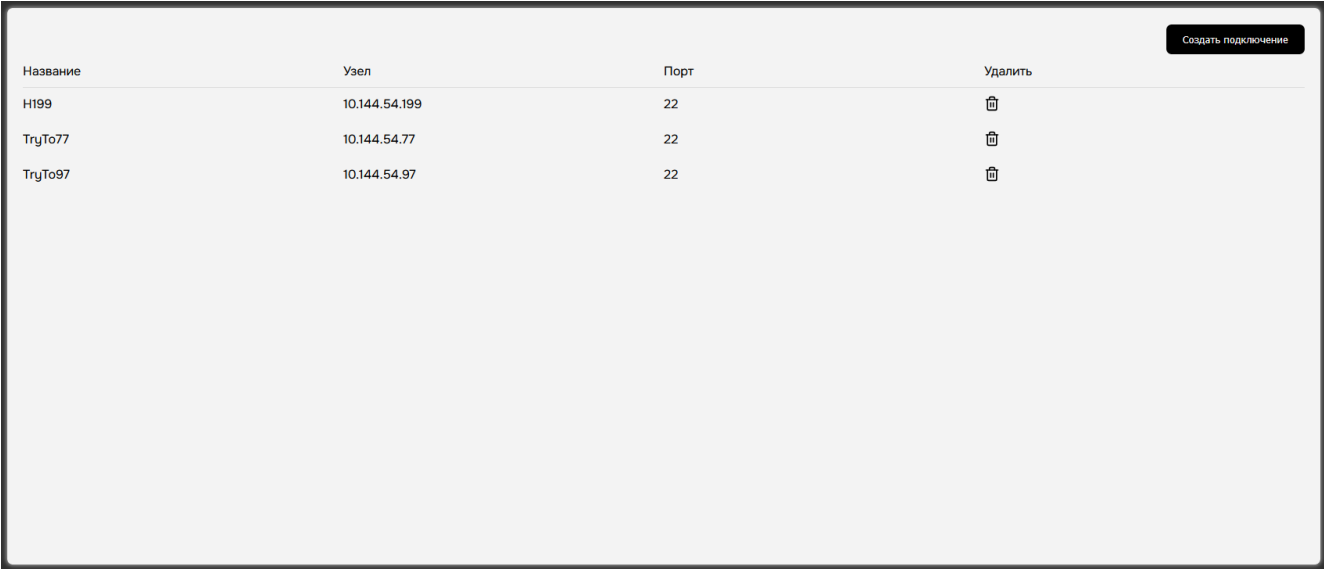 Создать подключение
Название Узел Порт Удалить
H199 10.144.54.199 22
TryTo77 10.144.54.77 22
TryTo97 10.144.54.97 22